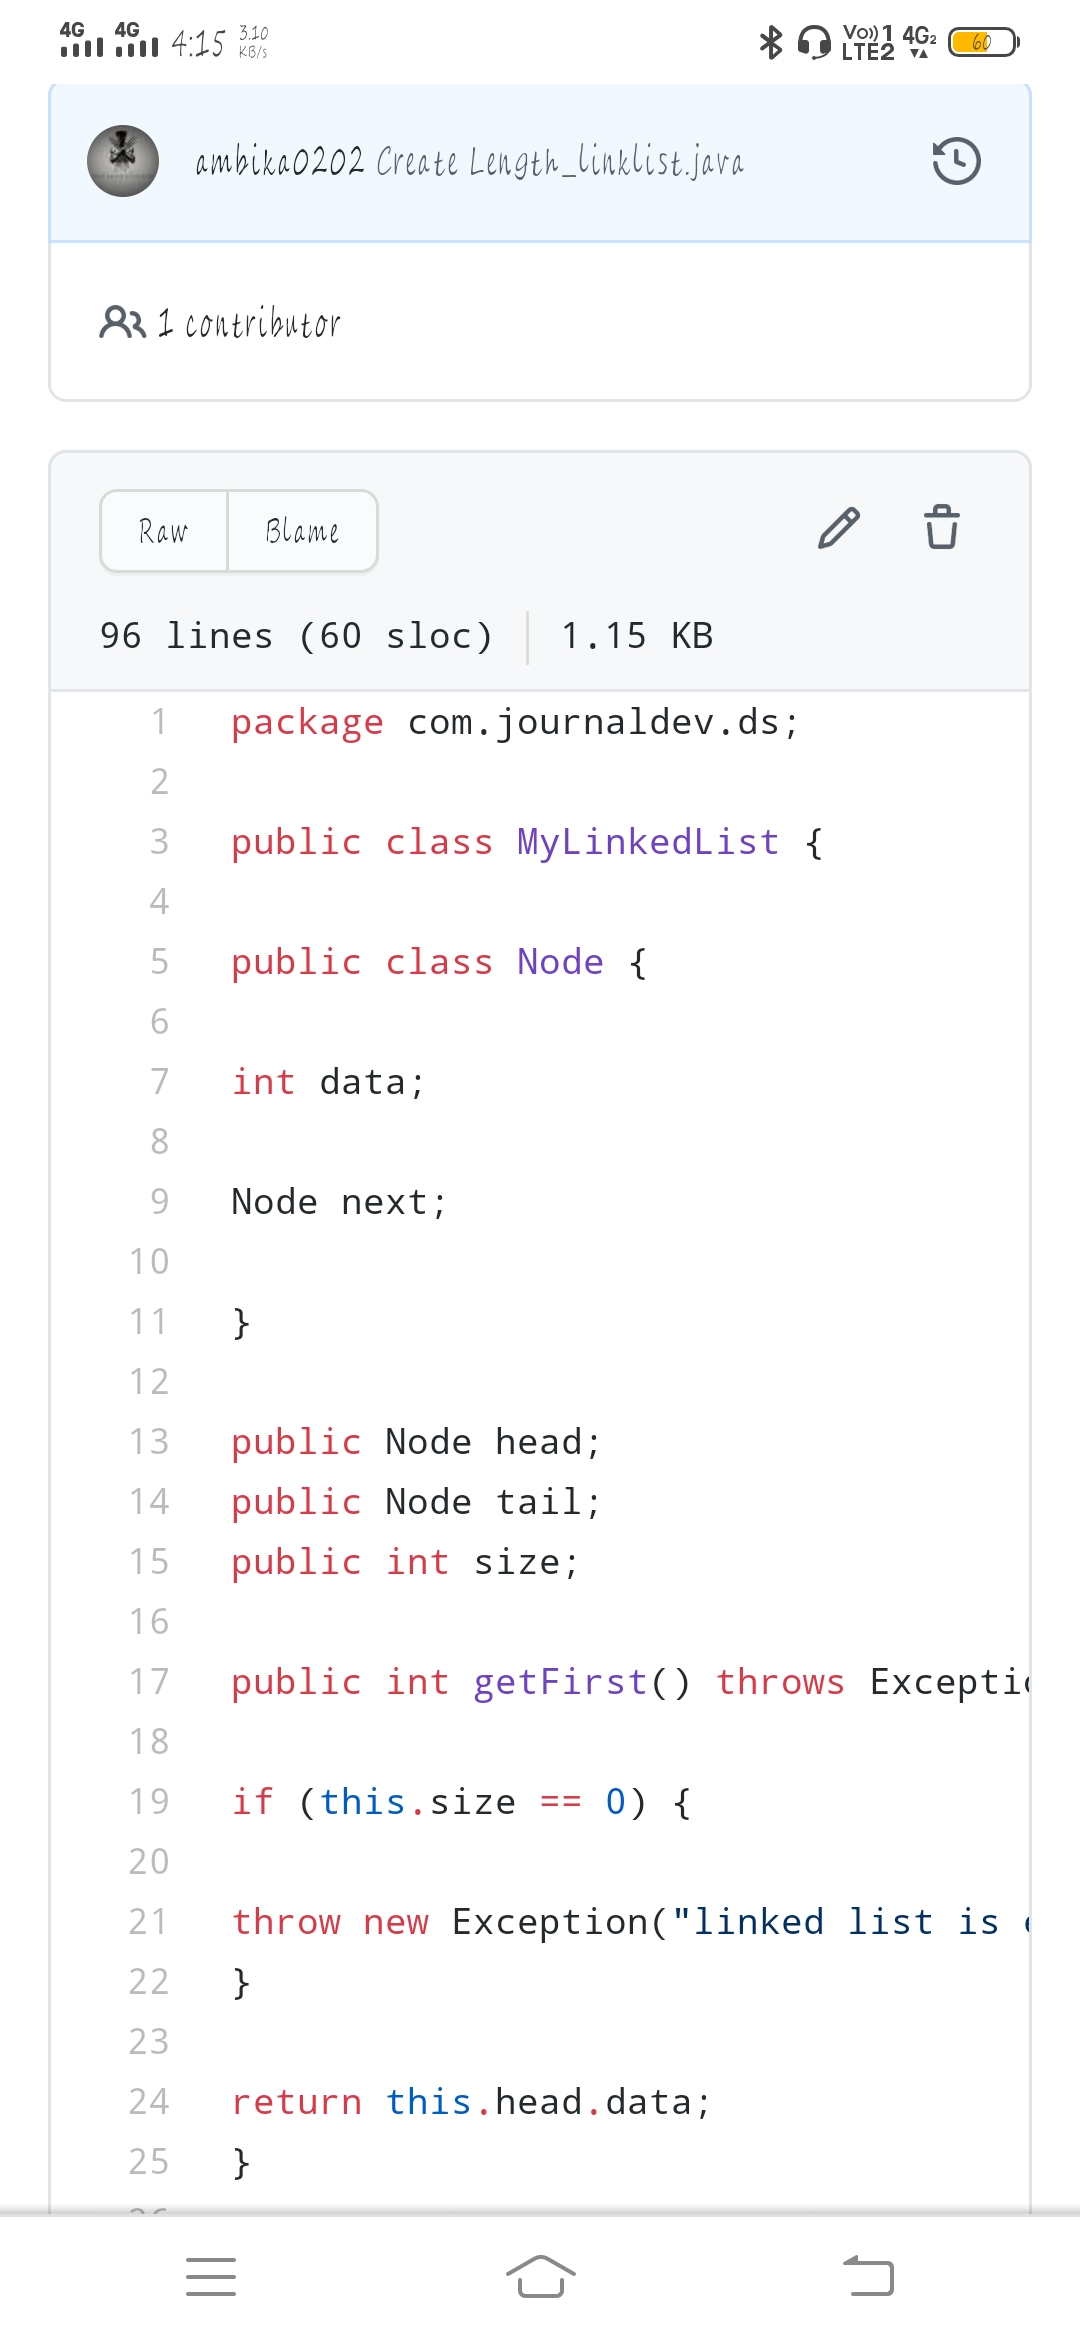 4G 4G 4:15 3.10 KB/s Vo)) 1 LTE2 4G2 60
ambika0202 Create Length_linklist.java
1 contributor
Raw Blame
96 lines (60 sloc) 1.15 KB
1 package com.journaldev.ds;
2
3 public class MyLinkedList {
4
5 public class Node {
6
7 int data;
8
9 Node next;
10
11 }
12
13 public Node head;
14 public Node tail;
15 public int size;
16
17 public int getFirst() throws Exceptio
18
19 if (this.size == 0) {
20
21 throw new Exception("linked list is
22 }
23
24 return this.head.data;
25 }